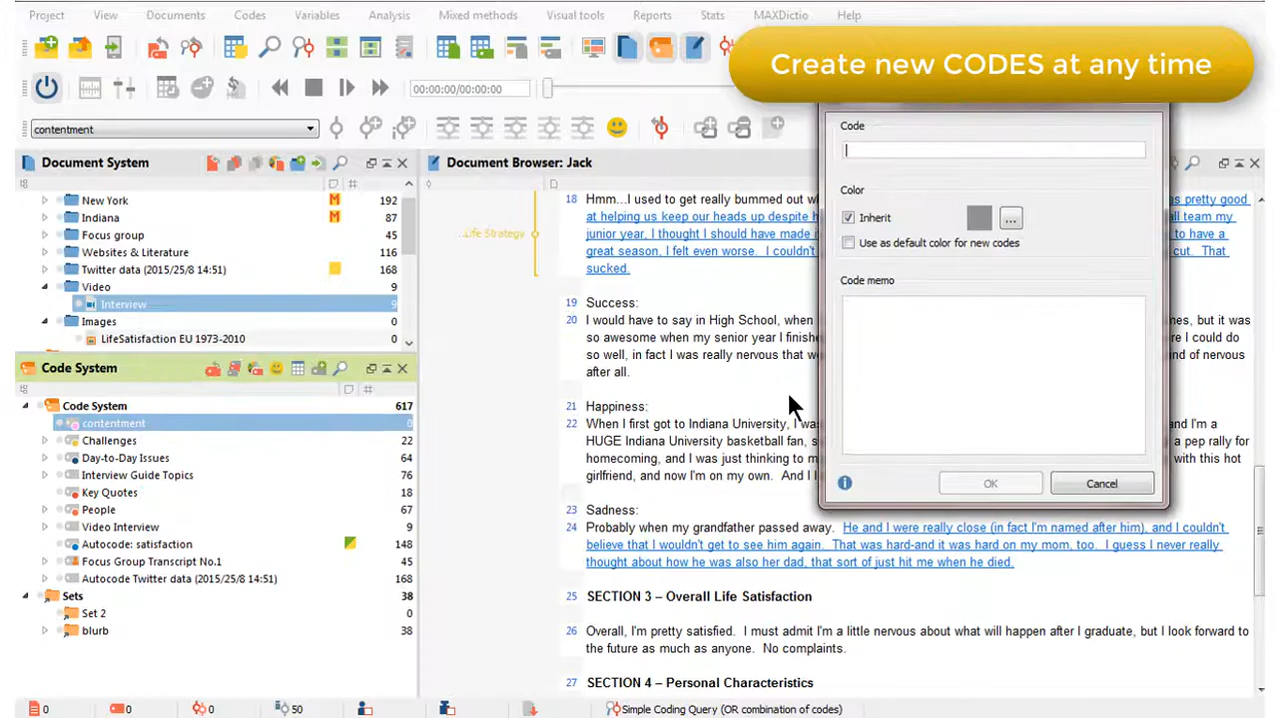 Project View Documents Codes Variables Analysis Mixed methods Visual tools Reports Stats MAXDictio Help
Create new CODES at any time
00:00:00/00:00:00
contentment
Document System
New York 192
Indiana 87
Focus group 45
Websites & Literature 116
Twitter data (2015/25/8 14:51) 168
Video 9
Interview 9
Images 0
LifeSatisfaction EU 1973-2010 0
Code System
Code System 617
contentment 0
Challenges 22
Day-to-Day Issues 64
Interview Guide Topics 76
Key Quotes 18
People 67
Video Interview 9
Autocode: satisfaction 148
Focus Group Transcript No.1 45
Autocode Twitter data (2015/25/8 14:51) 168
Sets 38
Set 2 0
blurb 38
Document Browser: Jack
..Life Strategy
18 Hmm...I used to get really bummed out w as pretty good
at helping us keep our heads up despite h all team my
junior year, I thought I should have made i to have a
great season, I felt even worse. I couldn't cut. That
sucked.
19 Success:
20 I would have to say in High School, when mes, but it was
so awesome when my senior year I finishe re I could do
so well, in fact I was really nervous that w nd of nervous
after all.
21 Happiness:
22 When I first got to Indiana University, I wa and I'm a
HUGE Indiana University basketball fan, s a pep rally for
homecoming, and I was just thinking to m with this hot
girlfriend, and now I'm on my own. And I l
23 Sadness:
24 Probably when my grandfather passed away. He and I were really close (in fact I'm named after him), and I couldn't
believe that I wouldn't get to see him again. That was hard-and it was hard on my mom, too. I guess I never really
thought about how he was also her dad, that sort of just hit me when he died.
25 SECTION 3 – Overall Life Satisfaction
26 Overall, I'm pretty satisfied. I must admit I'm a little nervous about what will happen after I graduate, but I look forward to
the future as much as anyone. No complaints.
27 SECTION 4 – Personal Characteristics
Code
Color
Inherit
...
Use as default color for new codes
Code memo
OK Cancel
0 0 0 50 Simple Coding Query (OR combination of codes)